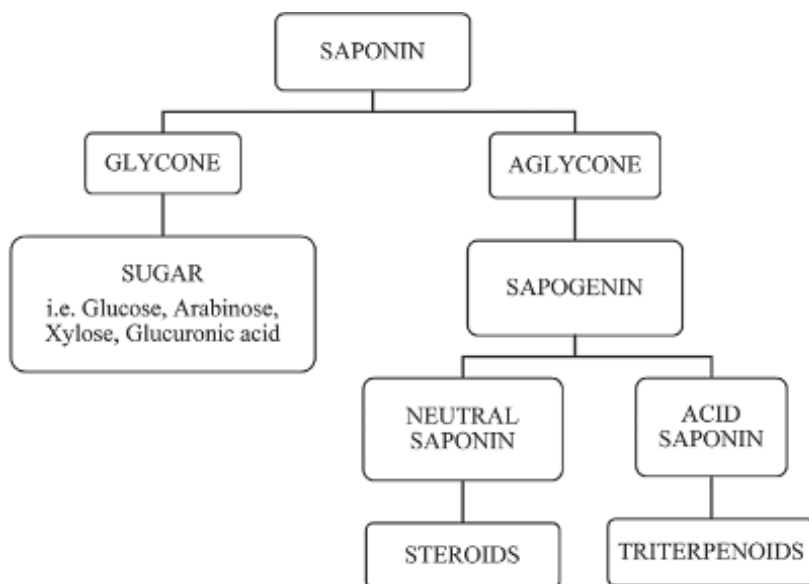 SAPONIN
GLYCONE
AGLYCONE
SUGAR
i.e. Glucose, Arabinose,
Xylose, Glucuronic acid
SAPOGENIN
NEUTRAL
SAPONIN
ACID
SAPONIN
STEROIDS
TRITERPENOIDS